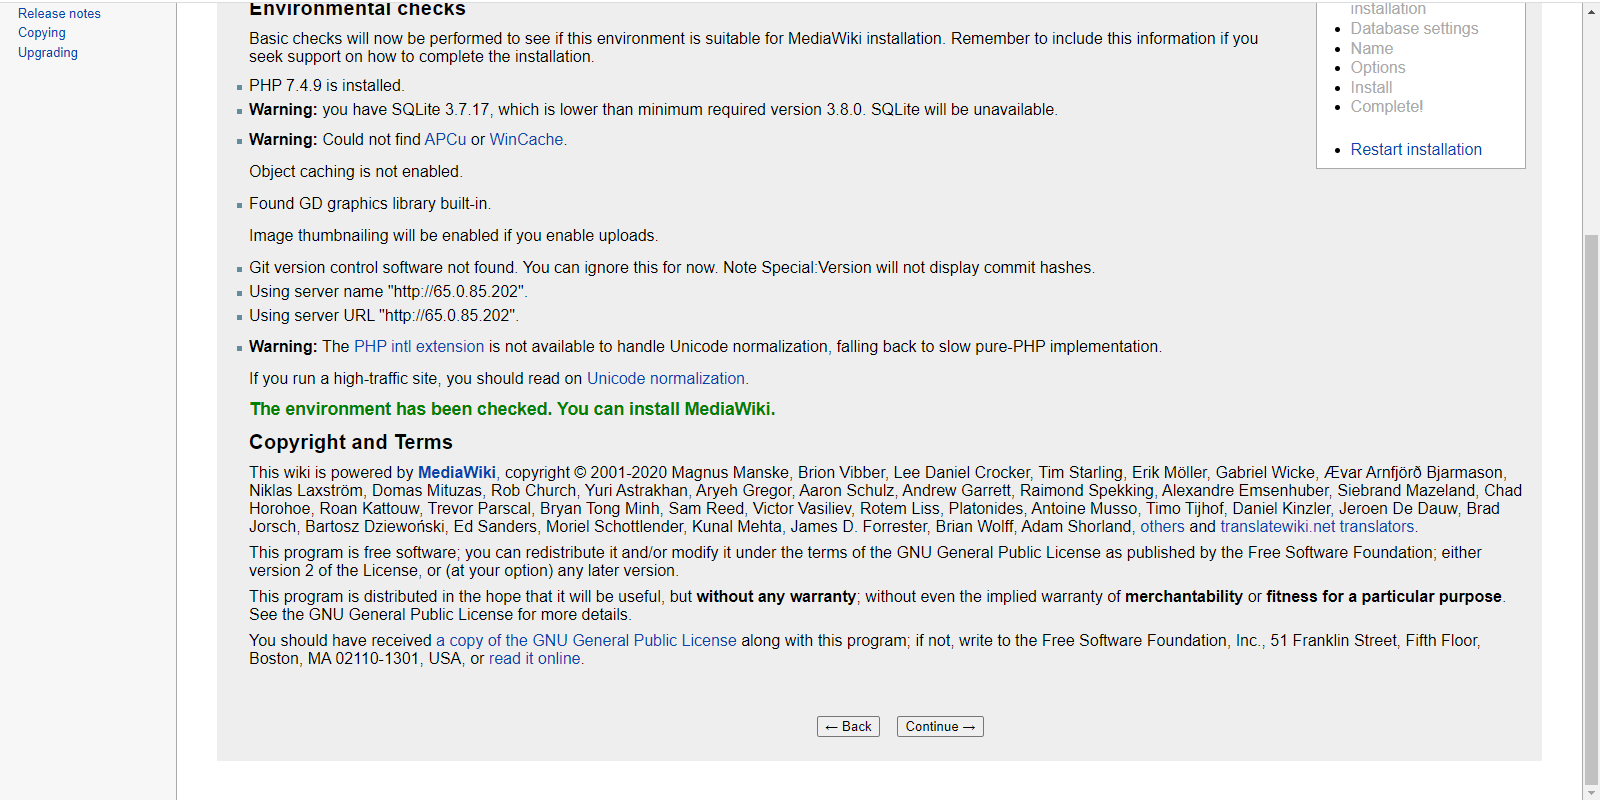 Release notes
Copying
Upgrading
Environmental checks
Basic checks will now be performed to see if this environment is suitable for MediaWiki installation. Remember to include this information if you
seek support on how to complete the installation.
PHP 7.4.9 is installed.
Warning: you have SQLite 3.7.17, which is lower than minimum required version 3.8.0. SQLite will be unavailable.
Warning: Could not find APCu or WinCache.
Object caching is not enabled.
Found GD graphics library built-in.
Image thumbnailing will be enabled if you enable uploads.
Git version control software not found. You can ignore this for now. Note Special:Version will not display commit hashes.
Using server name "http://65.0.85.202".
Using server URL "http://65.0.85.202".
Warning: The PHP intl extension is not available to handle Unicode normalization, falling back to slow pure-PHP implementation.
If you run a high-traffic site, you should read on Unicode normalization.
The environment has been checked. You can install MediaWiki.
Copyright and Terms
This wiki is powered by MediaWiki, copyright © 2001-2020 Magnus Manske, Brion Vibber, Lee Daniel Crocker, Tim Starling, Erik Möller, Gabriel Wicke, Ævar Arnfjörð Bjarmason,
Niklas Laxström, Domas Mituzas, Rob Church, Yuri Astrakhan, Aryeh Gregor, Aaron Schulz, Andrew Garrett, Raimond Spekking, Alexandre Emsenhuber, Siebrand Mazeland, Chad
Horohoe, Roan Kattouw, Trevor Parscal, Bryan Tong Minh, Sam Reed, Victor Vasiliev, Rotem Liss, Platonides, Antoine Musso, Timo Tijhof, Daniel Kinzler, Jeroen De Dauw, Brad
Jorsch, Bartosz Dziewoński, Ed Sanders, Moriel Schottlender, Kunal Mehta, James D. Forrester, Brian Wolff, Adam Shorland, others and translatewiki.net translators.
This program is free software; you can redistribute it and/or modify it under the terms of the GNU General Public License as published by the Free Software Foundation; either
version 2 of the License, or (at your option) any later version.
This program is distributed in the hope that it will be useful, but without any warranty; without even the implied warranty of merchantability or fitness for a particular purpose.
See the GNU General Public License for more details.
You should have received a copy of the GNU General Public License along with this program; if not, write to the Free Software Foundation, Inc., 51 Franklin Street, Fifth Floor,
Boston, MA 02110-1301, USA, or read it online.
← Back
Continue →
installation
Database settings
Name
Options
Install
Complete!
Restart installation